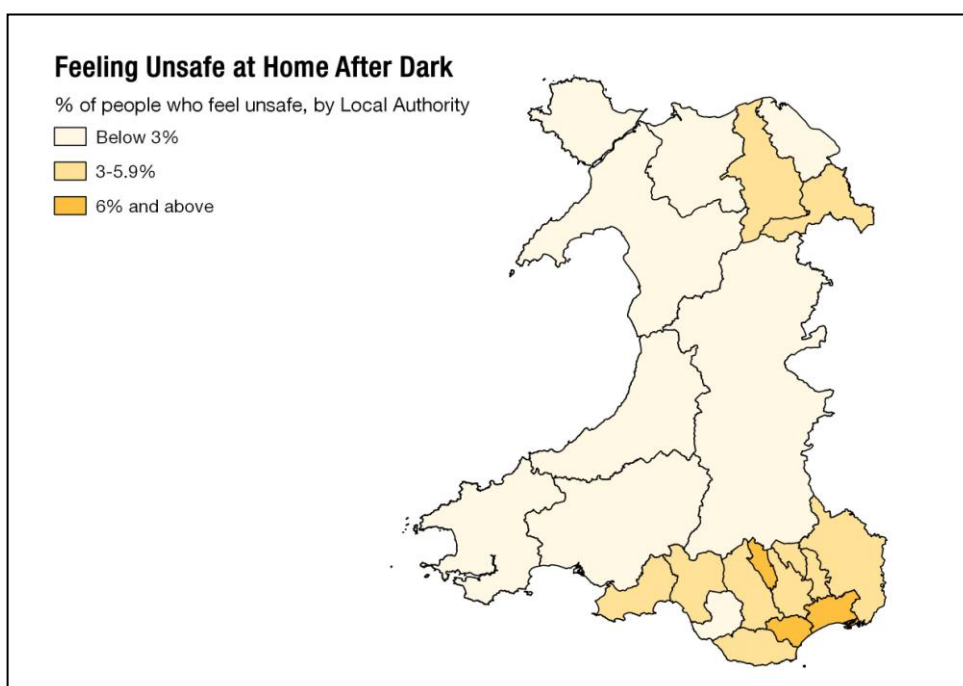 Feeling Unsafe at Home After Dark
% of people who feel unsafe, by Local Authority
Below 3%
3-5.9%
6% and above